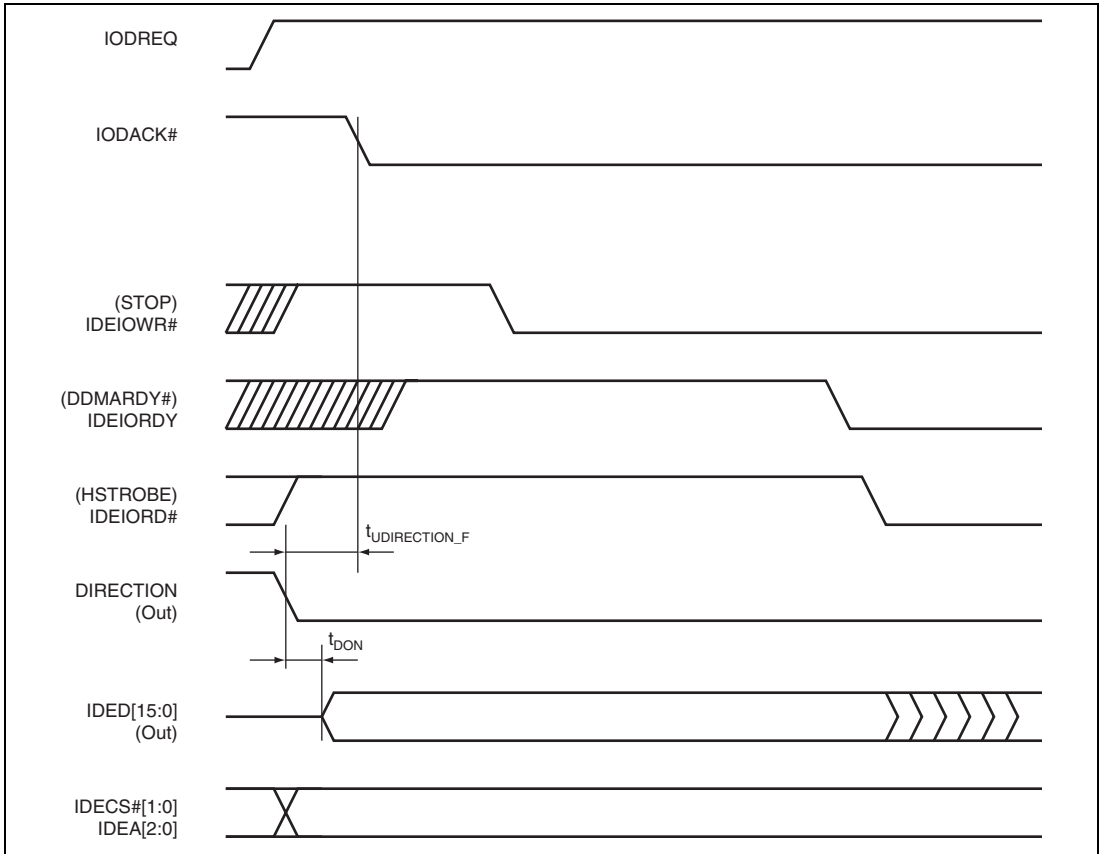 IODREQ
IODACK#
(STOP)
IDEIOWR#
(DDMARDY#)
IDEIORDY
(HSTROBE)
IDEIORD#
tUDIRECTION_F
DIRECTION
(Out)
tDON
IDED[15:0]
(Out)
IDECS#[1:0]
IDEA[2:0]